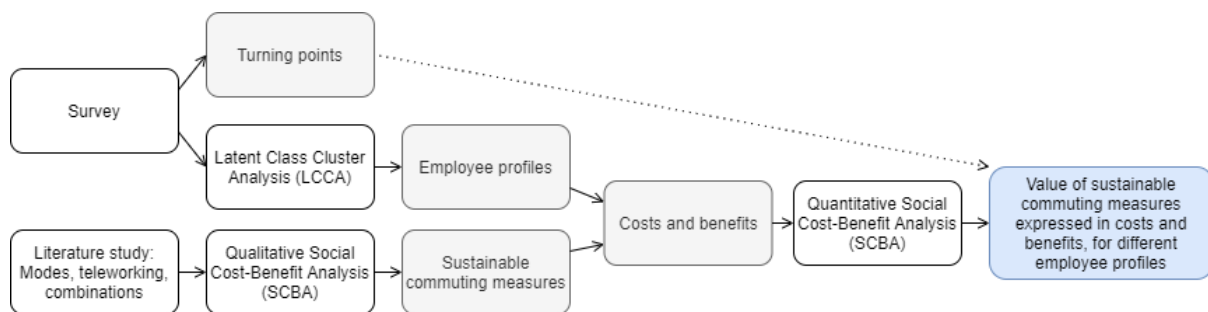 Turning points
Survey
Latent Class Cluster
Analysis (LCCA)
Employee profiles
Costs and benefits
Quantitative Social
Cost-Benefit Analysis
(SCBA)
Value of sustainable
commuting measures
expressed in costs and
benefits, for different
employee profiles
Literature study:
Modes, teleworking,
combinations
Qualitative Social
Cost-Benefit Analysis
(SCBA)
Sustainable
commuting measures